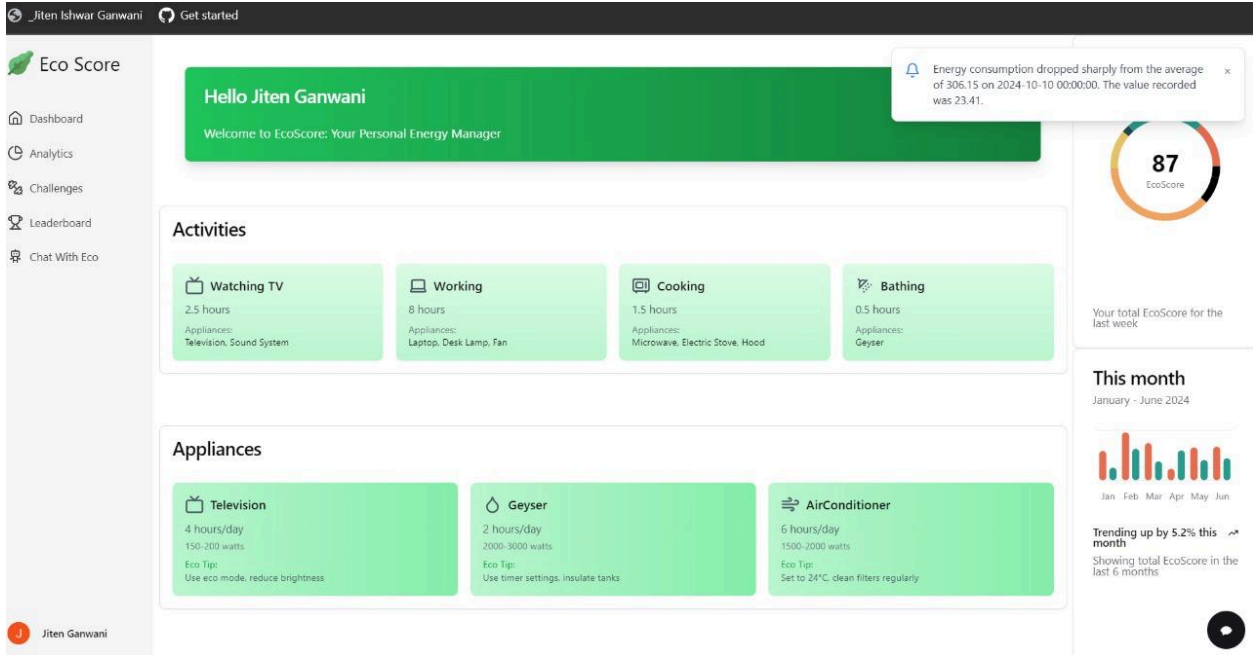 _Jiten Ishwar Ganwani
Get started
Eco Score
Dashboard
Analytics
Challenges
Leaderboard
Chat With Eco
J
Jiten Ganwani
Hello Jiten Ganwani
Welcome to EcoScore: Your Personal Energy Manager
Activities
Watching TV
2.5 hours
Appliances:
Television, Sound System
Working
8 hours
Appliances:
Laptop, Desk Lamp, Fan
Cooking
1.5 hours
Appliances:
Microwave, Electric Stove, Hood
Bathing
0.5 hours
Appliances:
Geyser
Appliances
Television
4 hours/day
150-200 watts
Eco Tip:
Use eco mode, reduce brightness
Geyser
2 hours/day
2000-3000 watts
Eco Tip:
Use timer settings, insulate tanks
AirConditioner
6 hours/day
1500-2000 watts
Eco Tip:
Set to 24°C, clean filters regularly
Energy consumption dropped sharply from the average
of 306.15 on 2024-10-10 00:00:00. The value recorded
was 23.41.
87
EcoScore
Your total EcoScore for the
last week
This month
January - June 2024
Jan Feb Mar Apr May Jun
Trending up by 5.2% this
month
Showing total EcoScore in the
last 6 months